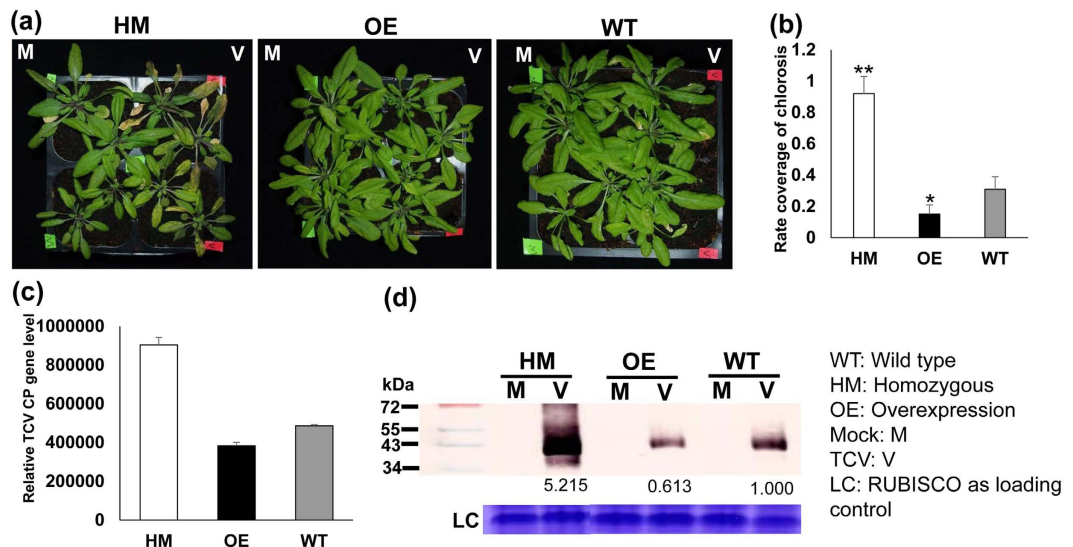 (a)
HM
OE
WT
M
V
M
V
M
V
(b)
Rate coverage of chlorosis
1.2
1
0.8
0.6
0.4
0.2
0
**
*
HM
OE
WT
(c)
Relative TCV CP gene level
1000000
800000
600000
400000
200000
0
HM
OE
WT
(d)
HM
OE
WT
kDa
M
V
M
V
M
V
72
55
43
34
5.215
0.613
1.000
LC
WT: Wild type
HM: Homozygous
OE: Overexpression
Mock: M
TCV: V
LC: RUBISCO as loading
control